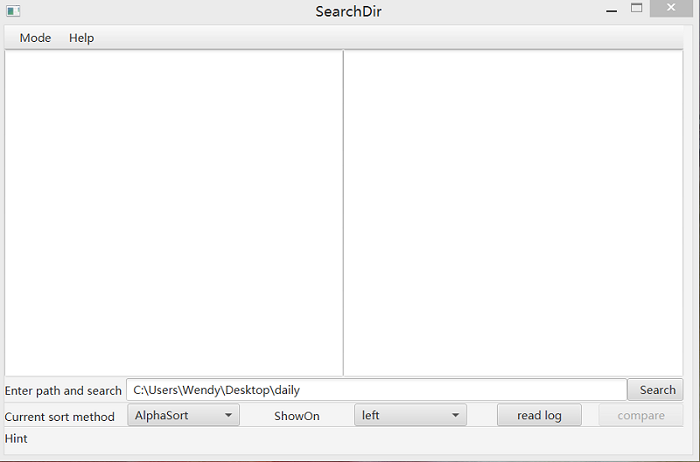 SearchDir
Mode Help
Enter path and search C:\Users\Wendy\Desktop\daily Search
Current sort method AlphaSort ShowOn left read log compare
Hint